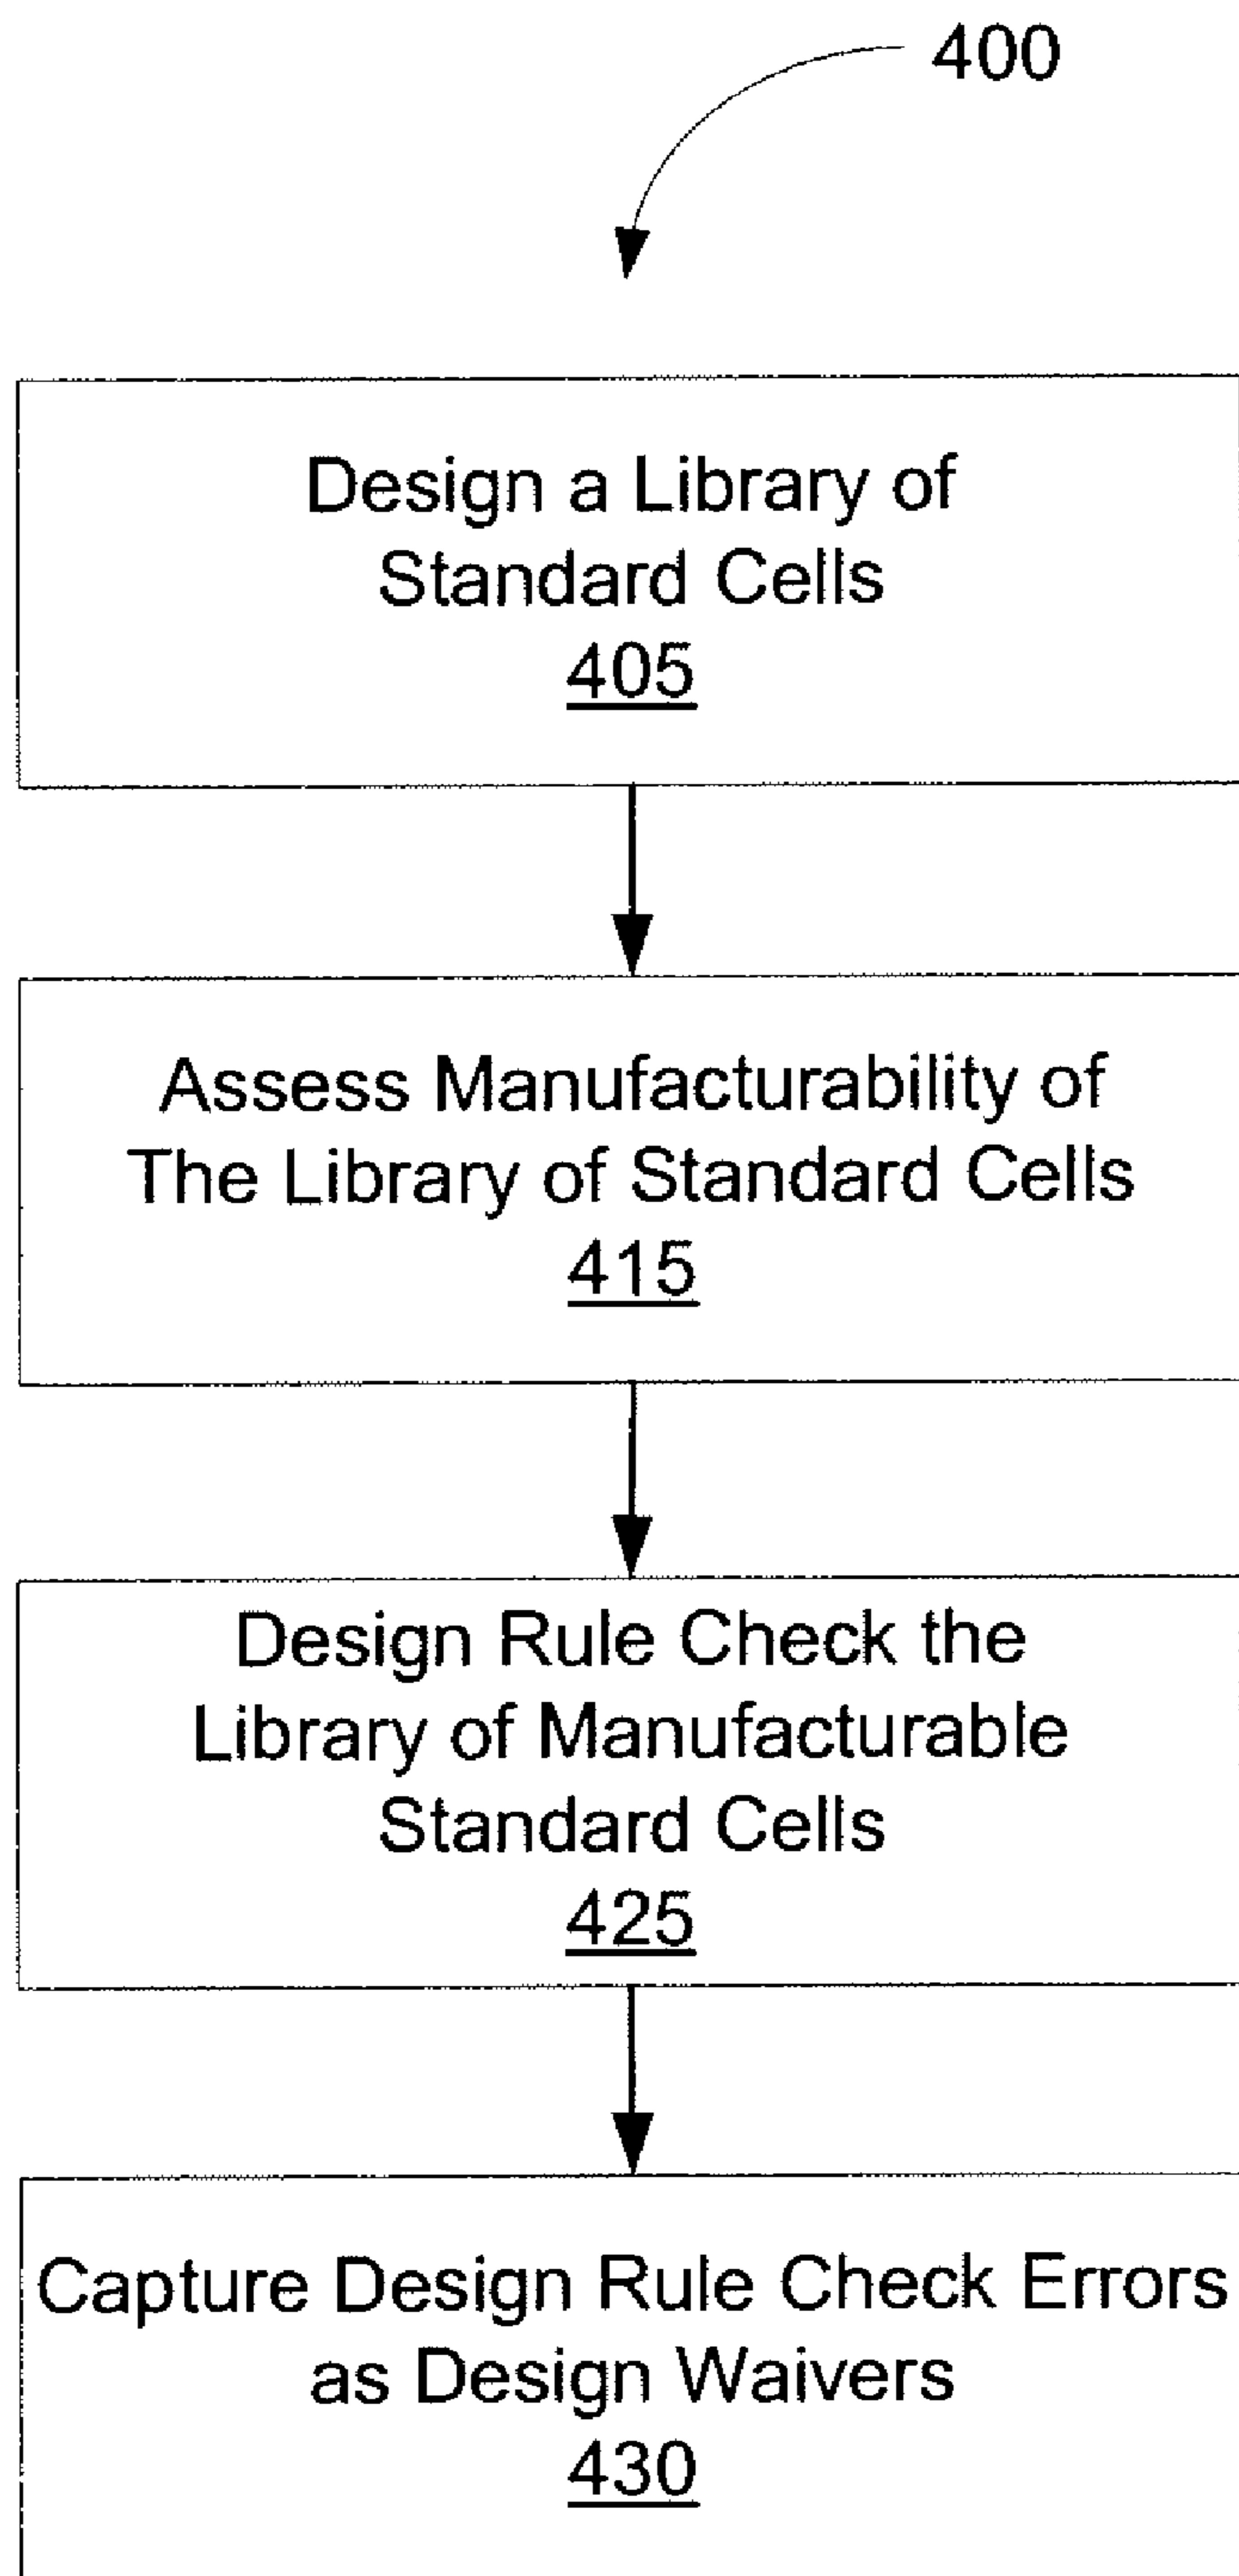 400
Design a Library of
Standard Cells
405
Assess Manufacturability of
The Library of Standard Cells
415
Design Rule Check the
Library of Manufacturable
Standard Cells
425
Capture Design Rule Check Errors
as Design Waivers
430